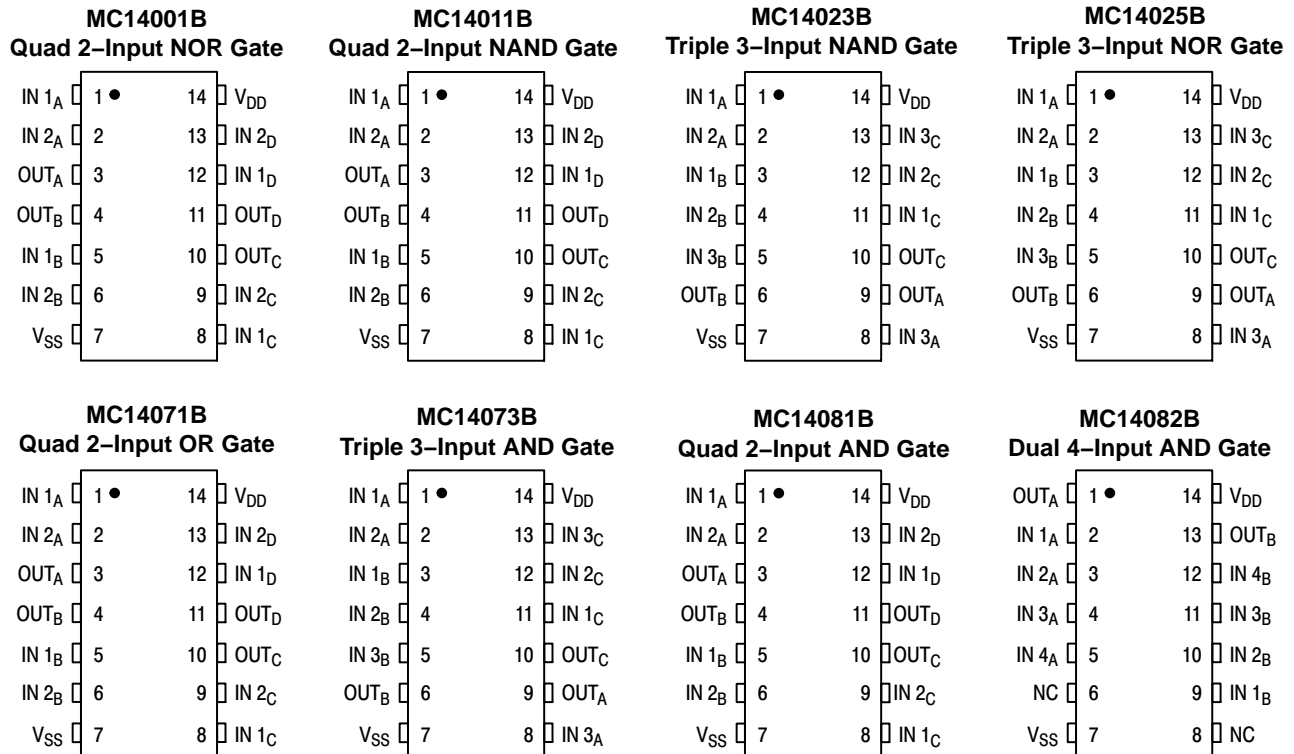 MC14001B
Quad 2–Input NOR Gate
IN 1A 1 14 VDD
IN 2A 2 13 IN 2D
OUTA 3 12 IN 1D
OUTB 4 11 OUTD
IN 1B 5 10 OUTC
IN 2B 6 9 IN 2C
VSS 7 8 IN 1C
MC14011B
Quad 2–Input NAND Gate
IN 1A 1 14 VDD
IN 2A 2 13 IN 2D
OUTA 3 12 IN 1D
OUTB 4 11 OUTD
IN 1B 5 10 OUTC
IN 2B 6 9 IN 2C
VSS 7 8 IN 1C
MC14023B
Triple 3–Input NAND Gate
IN 1A 1 14 VDD
IN 2A 2 13 IN 3C
IN 1B 3 12 IN 2C
IN 2B 4 11 IN 1C
IN 3B 5 10 OUTC
OUTB 6 9 OUTA
VSS 7 8 IN 3A
MC14025B
Triple 3–Input NOR Gate
IN 1A 1 14 VDD
IN 2A 2 13 IN 3C
IN 1B 3 12 IN 2C
IN 2B 4 11 IN 1C
IN 3B 5 10 OUTC
OUTB 6 9 OUTA
VSS 7 8 IN 3A
MC14071B
Quad 2–Input OR Gate
IN 1A 1 14 VDD
IN 2A 2 13 IN 2D
OUTA 3 12 IN 1D
OUTB 4 11 OUTD
IN 1B 5 10 OUTC
IN 2B 6 9 IN 2C
VSS 7 8 IN 1C
MC14073B
Triple 3–Input AND Gate
IN 1A 1 14 VDD
IN 2A 2 13 IN 3C
IN 1B 3 12 IN 2C
IN 2B 4 11 IN 1C
IN 3B 5 10 OUTC
OUTB 6 9 OUTA
VSS 7 8 IN 3A
MC14081B
Quad 2–Input AND Gate
IN 1A 1 14 VDD
IN 2A 2 13 IN 2D
OUTA 3 12 IN 1D
OUTB 4 11 OUTD
IN 1B 5 10 OUTC
IN 2B 6 9 IN 2C
VSS 7 8 IN 1C
MC14082B
Dual 4–Input AND Gate
OUTA 1 14 VDD
IN 1A 2 13 OUTB
IN 2A 3 12 IN 4B
IN 3A 4 11 IN 3B
IN 4A 5 10 IN 2B
NC 6 9 IN 1B
VSS 7 8 NC